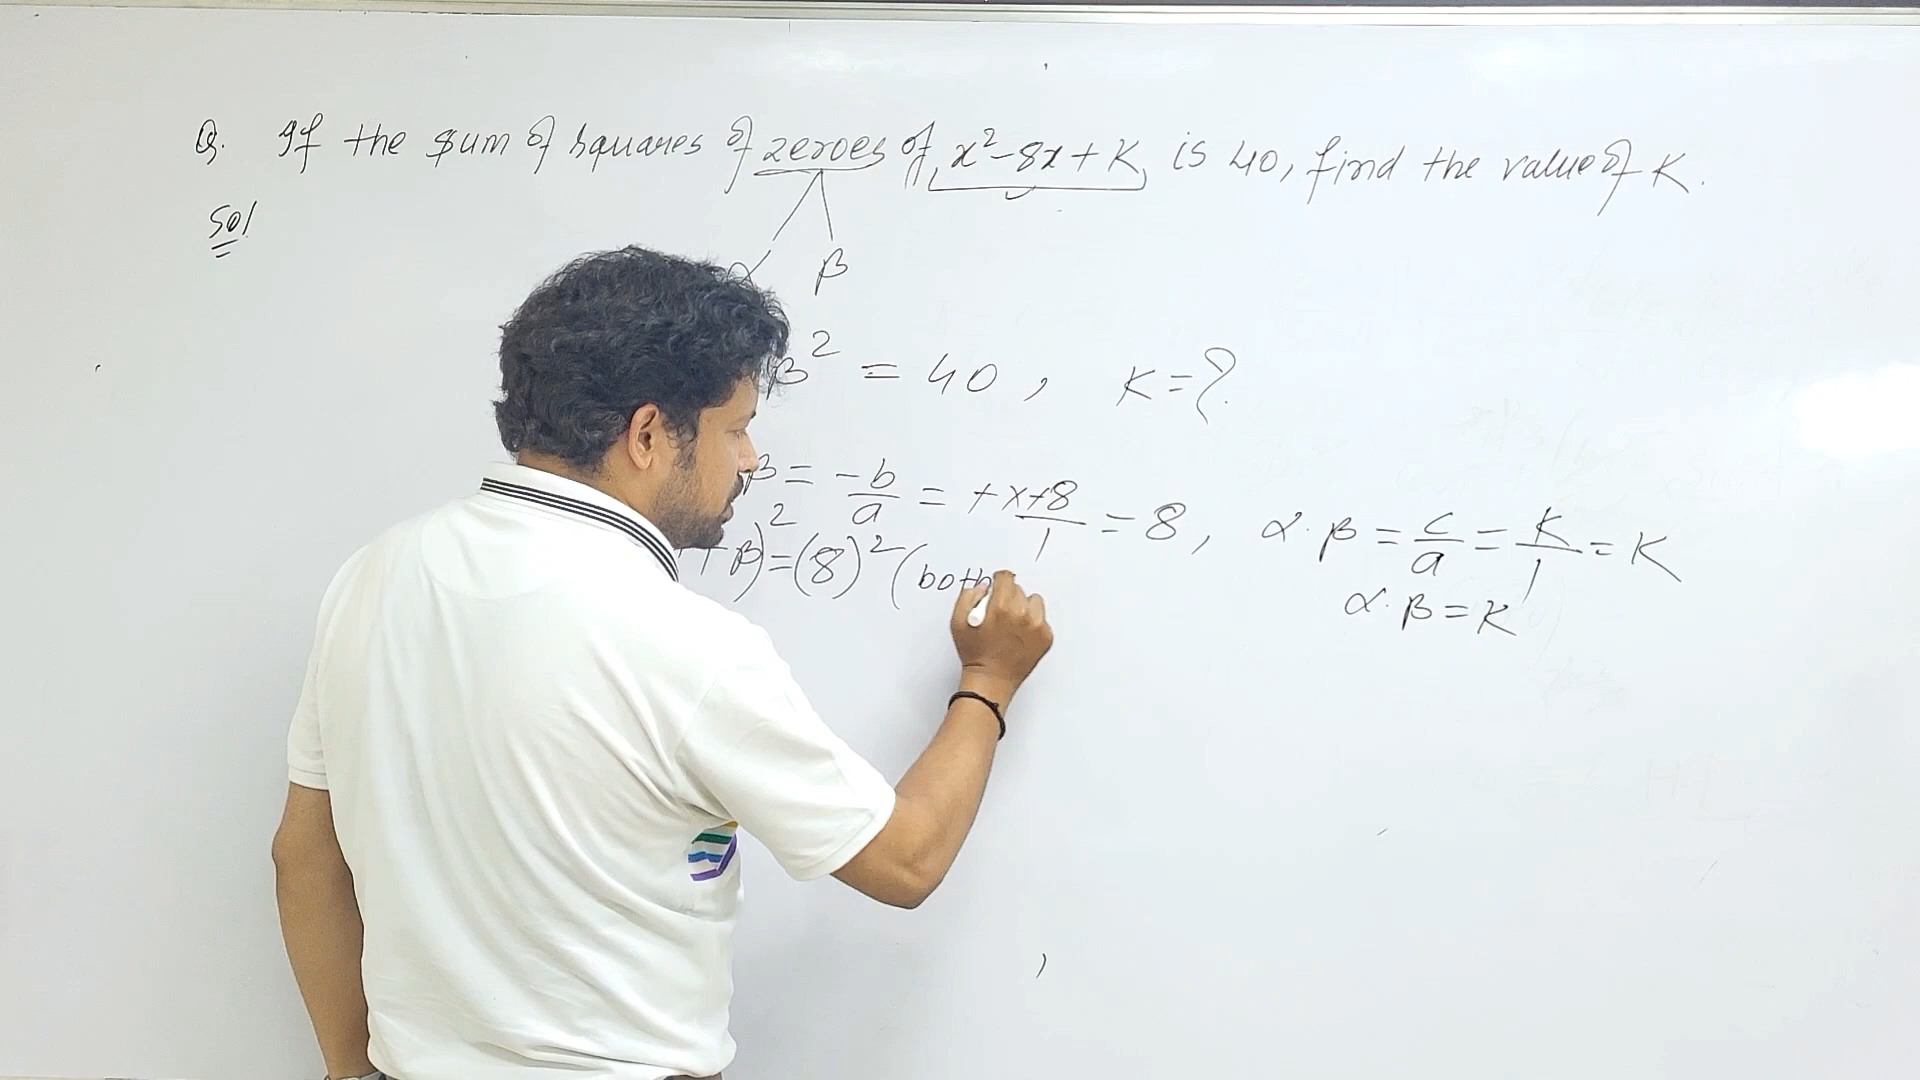 Q. If the sum of squares of zeroes of x²-8x+K is 40, find the value of K.
Sol
α β
β² = 40, K=?
β = -b/a = +x+8/1 = 8, α.β = c/a = K/1 = K
+β)² = (8)² (both
α.β = K